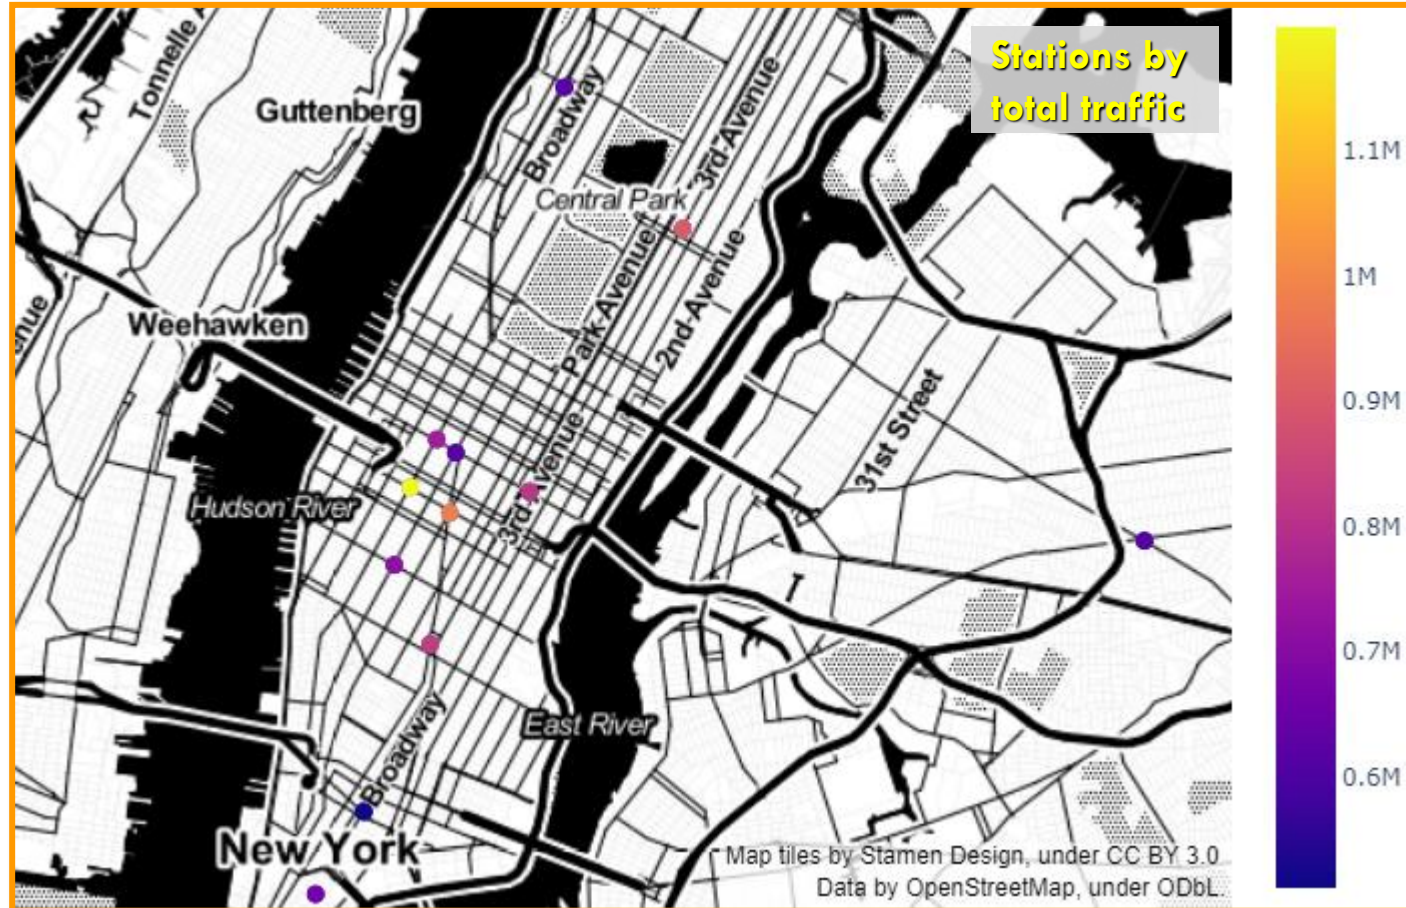 Stations by
total traffic
Tonnelle A
Guttenberg
Broadway
3rd Avenue
Central Park
Park Avenue
2nd Avenue
enue
Weehawken
31st Street
3rd Avenue
Hudson River
East River
Broadway
New York
Map tiles by Stamen Design, under CC BY 3.0.
Data by OpenStreetMap, under ODbL.
1.1M
1M
0.9M
0.8M
0.7M
0.6M